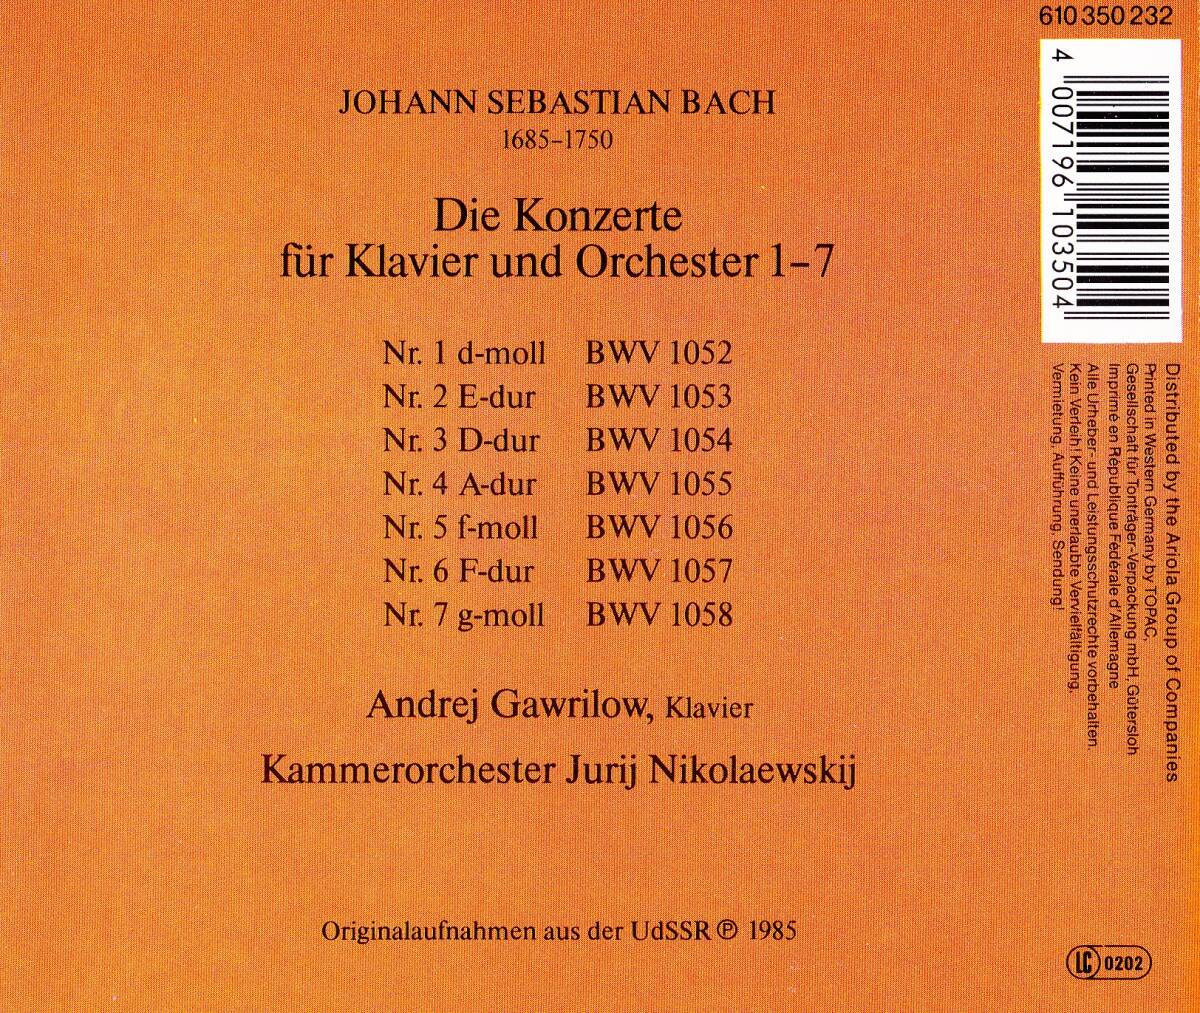 610 350 232
4 007196 103504
JOHANN SEBASTIAN BACH
1685–1750
Die Konzerte
für Klavier und Orchester 1–7
Nr. 1 d-moll BWV 1052
Nr. 2 E-dur BWV 1053
Nr. 3 D-dur BWV 1054
Nr. 4 A-dur BWV 1055
Nr. 5 f-moll BWV 1056
Nr. 6 F-dur BWV 1057
Nr. 7 g-moll BWV 1058
Andrej Gawrilow, Klavier
Kammerorchester Jurij Nikolaewskij
Originalaufnahmen aus der UdSSR ℗ 1985
Distributed by the Ariola Group of Companies
Printed in Western Germany by TOPAC,
Gesellschaft für Tonträger-Verpackung mbH, Gütersloh
Imprimé en République Fédérale d'Allemagne
Alle Urheber- und Leistungsschutzrechte vorbehalten.
Kein Verleih! Keine unerlaubte Vervielfältigung,
Vermietung, Aufführung, Sendung!
LC 0202